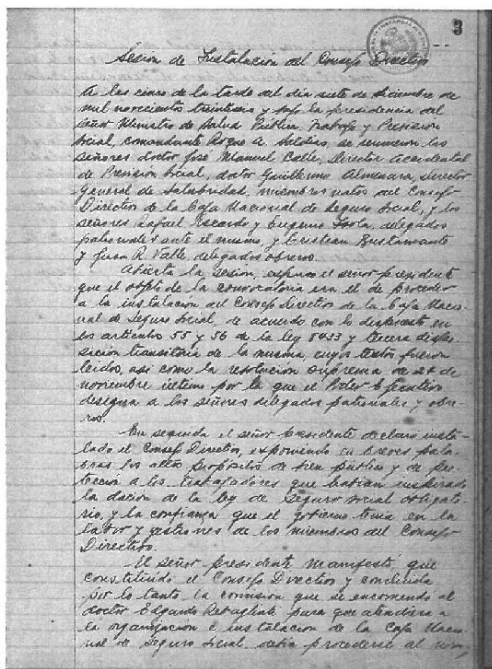 3
Sesión de Instalación del Consejo Directivo
A las cinco de la tarde del día siete de diciembre de
mil novecientos treintiseis y bajo la presidencia del
señor Ministro de Salud Pública, Trabajo y Previsión
Social, comandante Roque A. Saldías, se reunieron los
señores doctor José Manuel Calle, Director Accidental
de Previsión Social, doctor Guillermo Almenara, director
general de Salubridad, miembros natos del Consejo
Directivo de la Caja Nacional de Seguro Social, y los
señores Rafael Escardó y Eugenio Isola, delegados
patronales ante el mismo, y Cristian Bustamante
y Juan R. Valle delegados obreros.
Abierta la sesión, expuso el señor presidente
que el objeto de la convocatoria era el de proceder
a la instalación del Consejo Directivo de la Caja Nacio-
nal de Seguro Social, de acuerdo con lo dispuesto en
los artículos 55 y 56 de la ley 8433 y tercera dispo-
sición transitoria de la misma, cuyos textos fueron
leídos, así como la resolución suprema de 24 de
noviembre último por la que el Poder Ejecutivo
designa a los señores delegados patronales y obre-
ros.
En seguida el señor Presidente declaró insta-
lado el Consejo Directivo, exponiendo en breves pala-
bras los altos propósitos de bien público y de pro-
tección a los trabajadores que habían inspirado
la dación de la ley de Seguro social obligato-
rio, y la confianza que el gobierno tenía en la
labor y gestiones de los miembros del Consejo
Directivo.
El señor presidente manifestó que
constituido el Consejo Directivo y concluida
por lo tanto, la comisión que se encomendó al
doctor Edgardo Rebagliati para que atendiera a
la organización e instalación de la Caja Nacio-
nal de Seguro Social, debía procederse al nom-